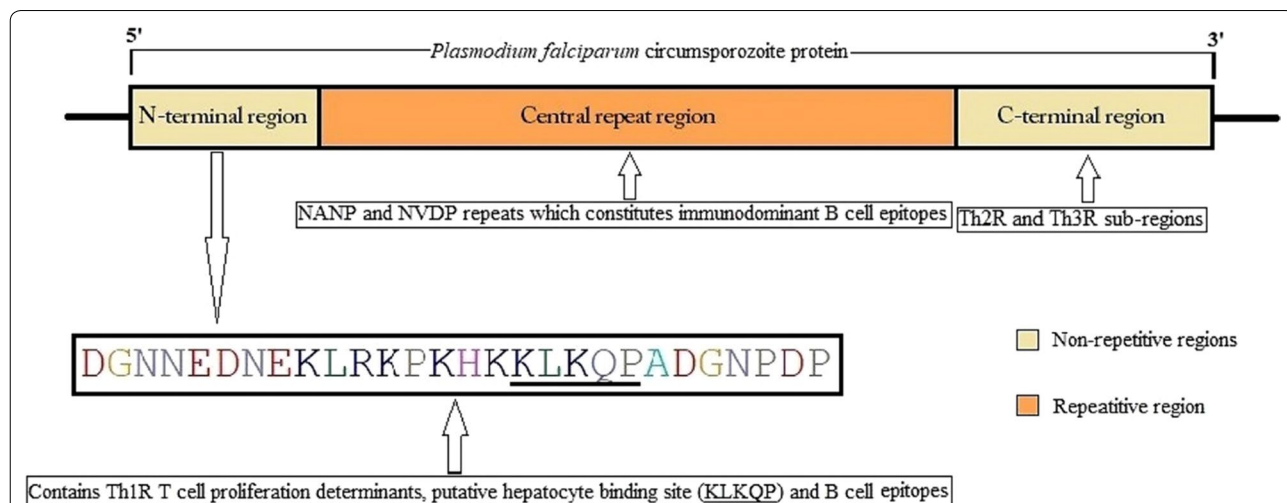 5' 3'
Plasmodium falciparum circumsporozoite protein
N-terminal region Central repeat region C-terminal region
NANP and NVDP repeats which constitutes immunodominant B cell epitopes
Th2R and Th3R sub-regions
DGNNEDNEKLRKPKHKKLKQPADGNPDP
Non-repetitive regions
Repeatitive region
Contains Th1R T cell proliferation determinants, putative hepatocyte binding site (KLKQP) and B cell epitopes